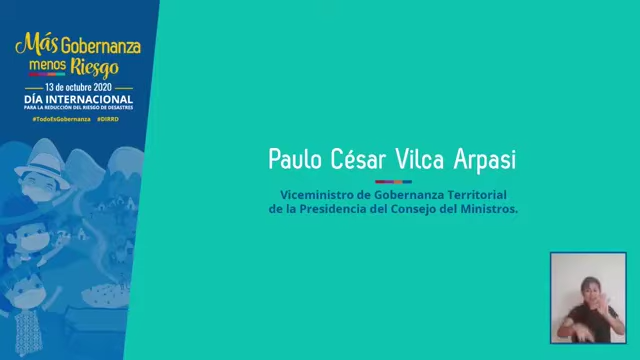 Más Gobernanza
menos Riesgo
13 de octubre 2020
DÍA INTERNACIONAL
PARA LA REDUCCIÓN DEL RIESGO DE DESASTRES
#TodoEsGobernanza #DIRRD
Paulo César Vilca Arpasi
Viceministro de Gobernanza Territorial
de la Presidencia del Consejo del Ministros.